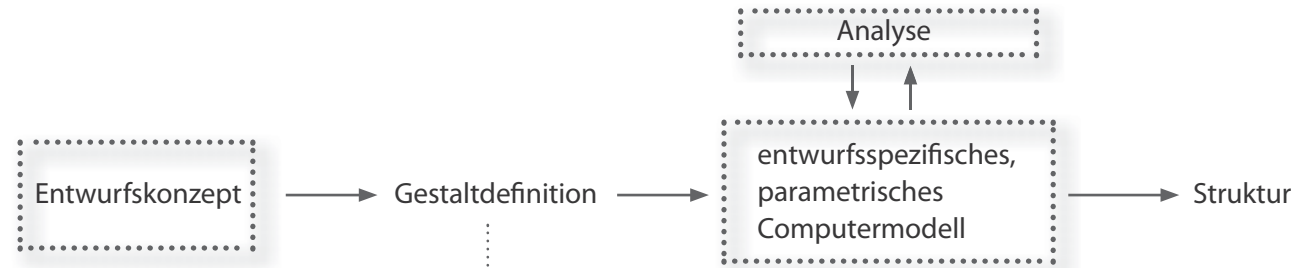 Analyse
Entwurfskonzept
Gestaltdefinition
entwurfsspezifisches,
parametrisches
Computermodell
Struktur